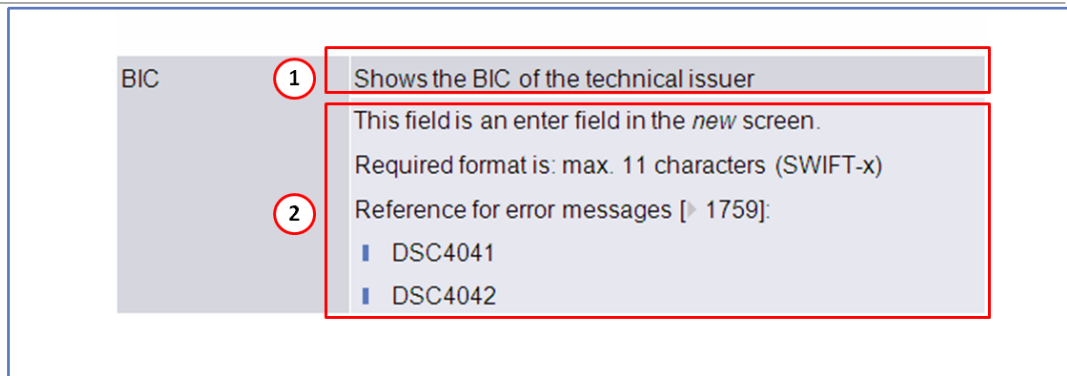 BIC
1
Shows the BIC of the technical issuer
This field is an enter field in the new screen.
Required format is: max. 11 characters (SWIFT-x)
2
Reference for error messages [ 1759]:
DSC4041
DSC4042